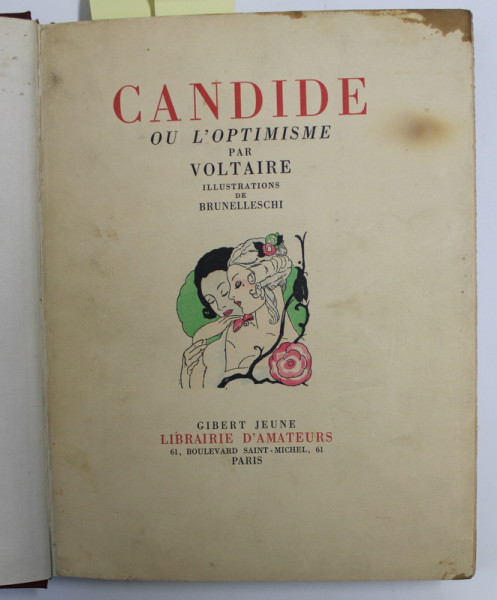 CANDIDE
OU L'OPTIMISME
PAR
VOLTAIRE
ILLUSTRATIONS
DE
BRUNELLESCHI
GIBERT JEUNE
LIBRAIRIE D'AMATEURS
61, BOULEVARD SAINT-MICHEL, 61
PARIS